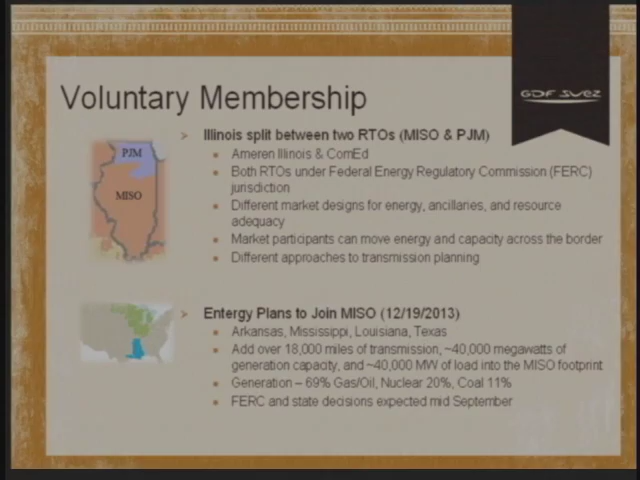 GDF SUEZ
Voluntary Membership
Illinois split between two RTOs (MISO & PJM)
PJM
MISO
Ameren Illinois & ComEd
Both RTOs under Federal Energy Regulatory Commission (FERC)
jurisdiction
Different market designs for energy, ancillaries, and resource
adequacy
Market participants can move energy and capacity across the border
Different approaches to transmission planning
Entergy Plans to Join MISO (12/19/2013)
Arkansas, Mississippi, Louisiana, Texas
Add over 18,000 miles of transmission, ~40,000 megawatts of
generation capacity, and ~40,000 MW of load into the MISO footprint
Generation – 69% Gas/Oil, Nuclear 20%, Coal 11%
FERC and state decisions expected mid September